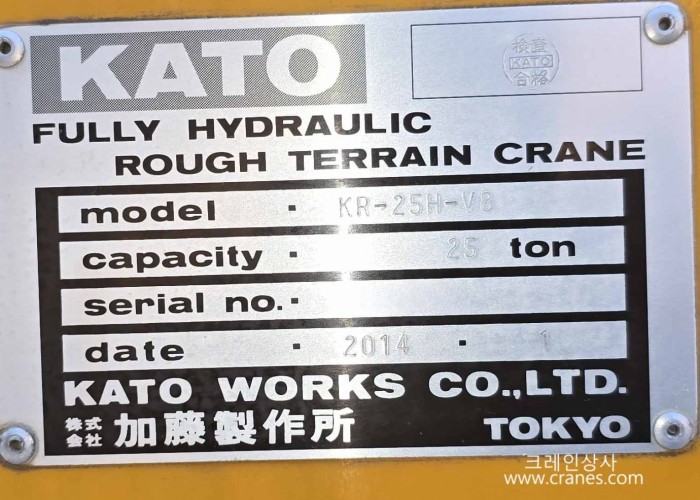 KATO
検査
KATO
合格
FULLY HYDRAULIC
ROUGH TERRAIN CRANE
model · KR-25H-V8
capacity · 25 ton
serial no. ·
date · 2014 · 1
KATO WORKS CO.,LTD.
株式会社 加藤製作所 TOKYO
크레인상사
www.cranes.com